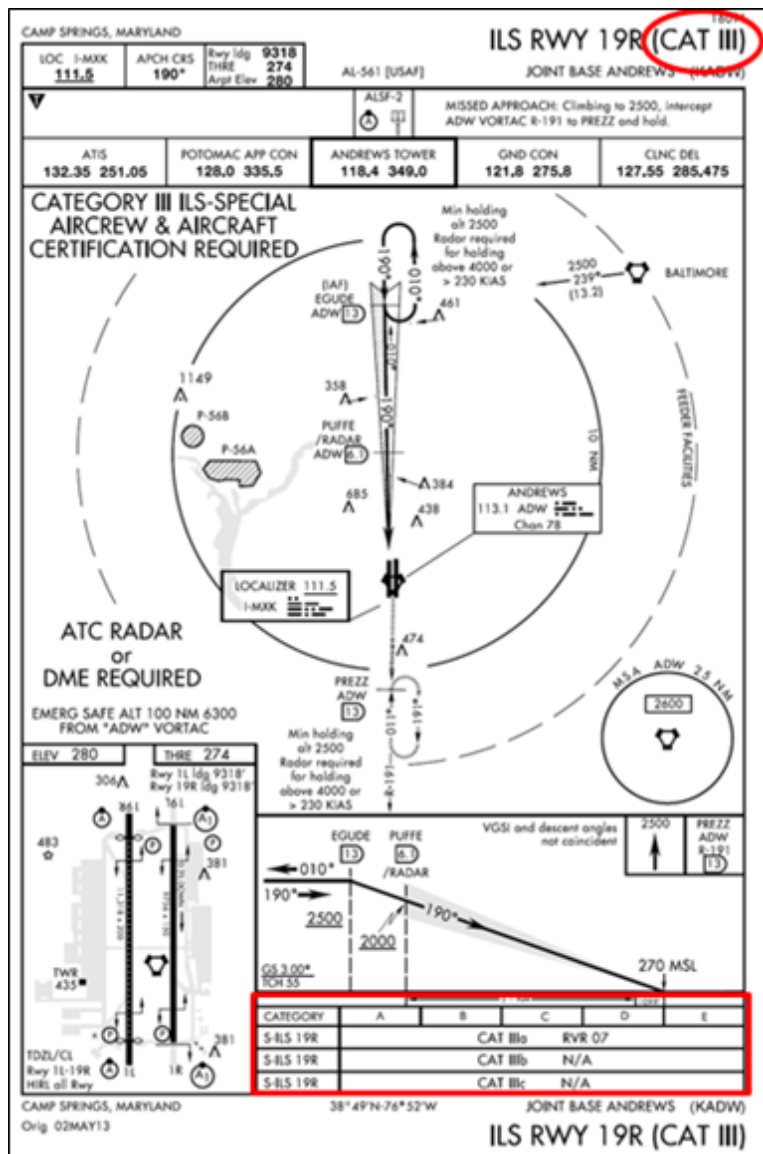 CAMP SPRINGS, MARYLAND
ILS RWY 19R (CAT III)
LOC I-MXK
111.5
APCH CRS
190°
Rwy ldg 9318
THRE 274
Arpt Elev 280
AL-561 [USAF]
JOINT BASE ANDREWS (KADW)
T
ALSF-2
A
MISSED APPROACH: Climbing to 2500, intercept
ADW VORTAC R-191 to PREZZ and hold.
ATIS
132.35 251.05
POTOMAC APP CON
128.0 335.5
ANDREWS TOWER
118.4 349.0
GND CON
121.8 275.8
CLNC DEL
127.55 285.475
CATEGORY III ILS-SPECIAL
AIRCREW & AIRCRAFT
CERTIFICATION REQUIRED
Min holding
alt 2500
Radar required
for holding
above 4000 or
> 230 KIAS
190°
010°
(IAF)
EGUDE
ADW 13
461
2500
239°
(13.2)
BALTIMORE
010°
190°
1149
358
P-56B
P-56A
PUFFE
/RADAR
ADW 6.1
10 NM
FEEDER FACILITIES
384
685
438
ANDREWS
113.1 ADW
Chan 78
LOCALIZER 111.5
I-MXK
ATC RADAR
or
DME REQUIRED
474
PREZZ
ADW
13
011°
191°
R-191
MSA ADW 25 NM
2600
EMERG SAFE ALT 100 NM 6300
FROM "ADW" VORTAC
Min holding
alt 2500
Radar required
for holding
above 4000 or
> 230 KIAS
ELEV 280
THRE 274
Rwy 1L ldg 9318'
Rwy 19R ldg 9318'
306
19R
19L
A
A1
P
P
483
381
TWR
435
P
P
381
TDZL/CL
Rwy 1L-19R
HIRL all Rwy
A
1L
1R
A1
VGSI and descent angles
not coincident
2500
PREZZ
ADW
R-191
13
EGUDE
13
PUFFE
6.1
/RADAR
010°
190°
190°
2500
2000
GS 3.00°
TCH 55
270 MSL
CATEGORY A B C D E
S-ILS 19R CAT IIIa RVR 07
S-ILS 19R CAT IIIb N/A
S-ILS 19R CAT IIIc N/A
CAMP SPRINGS, MARYLAND
38°49'N-76°52'W
JOINT BASE ANDREWS (KADW)
Orig 02MAY13
ILS RWY 19R (CAT III)